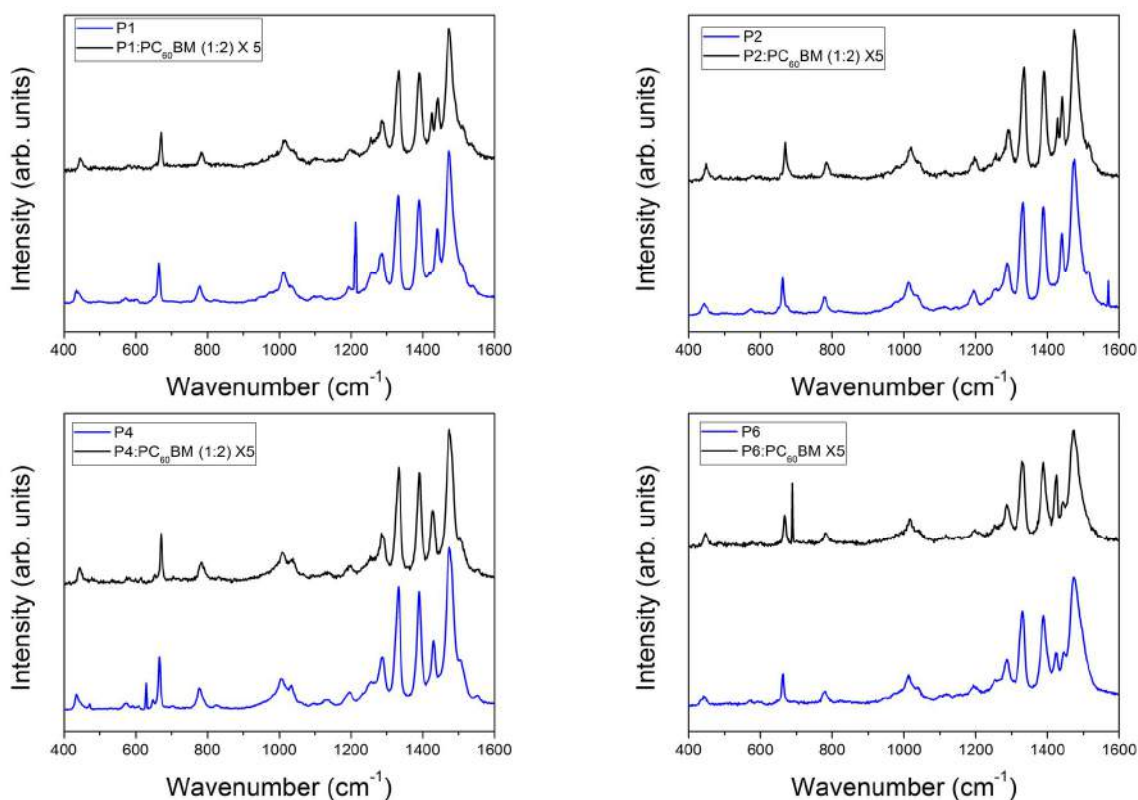 P1
P1:PC₆₀BM (1:2) X 5
Intensity (arb. units)
400 600 800 1000 1200 1400 1600
Wavenumber (cm⁻¹)
P2
P2:PC₆₀BM (1:2) X5
Intensity (arb. units)
400 600 800 1000 1200 1400 1600
Wavenumber (cm⁻¹)
P4
P4:PC₆₀BM (1:2) X5
Intensity (arb. units)
400 600 800 1000 1200 1400 1600
Wavenumber (cm⁻¹)
P6
P6:PC₆₀BM X5
Intensity (arb. units)
400 600 800 1000 1200 1400 1600
Wavenumber (cm⁻¹)